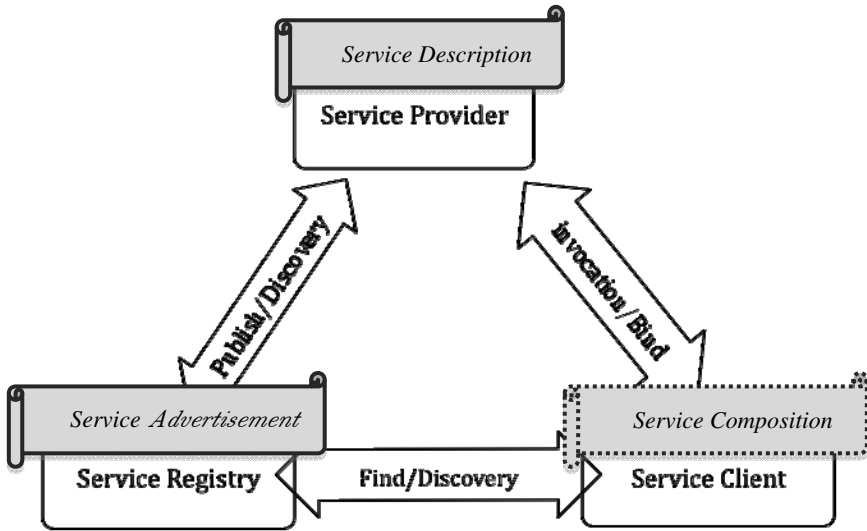 Service Description
Service Provider
Publish/Discovery
invocation/Bind
Service Advertisement
Service Composition
Service Registry
Find/Discovery
Service Client